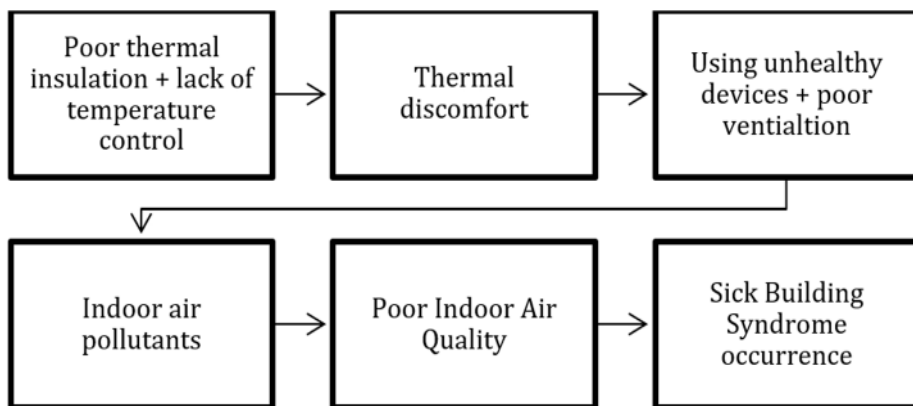 Poor thermal
insulation + lack of
temperature
control
Thermal
discomfort
Using unhealthy
devices + poor
ventialtion
Indoor air
pollutants
Poor Indoor Air
Quality
Sick Building
Syndrome
occurrence